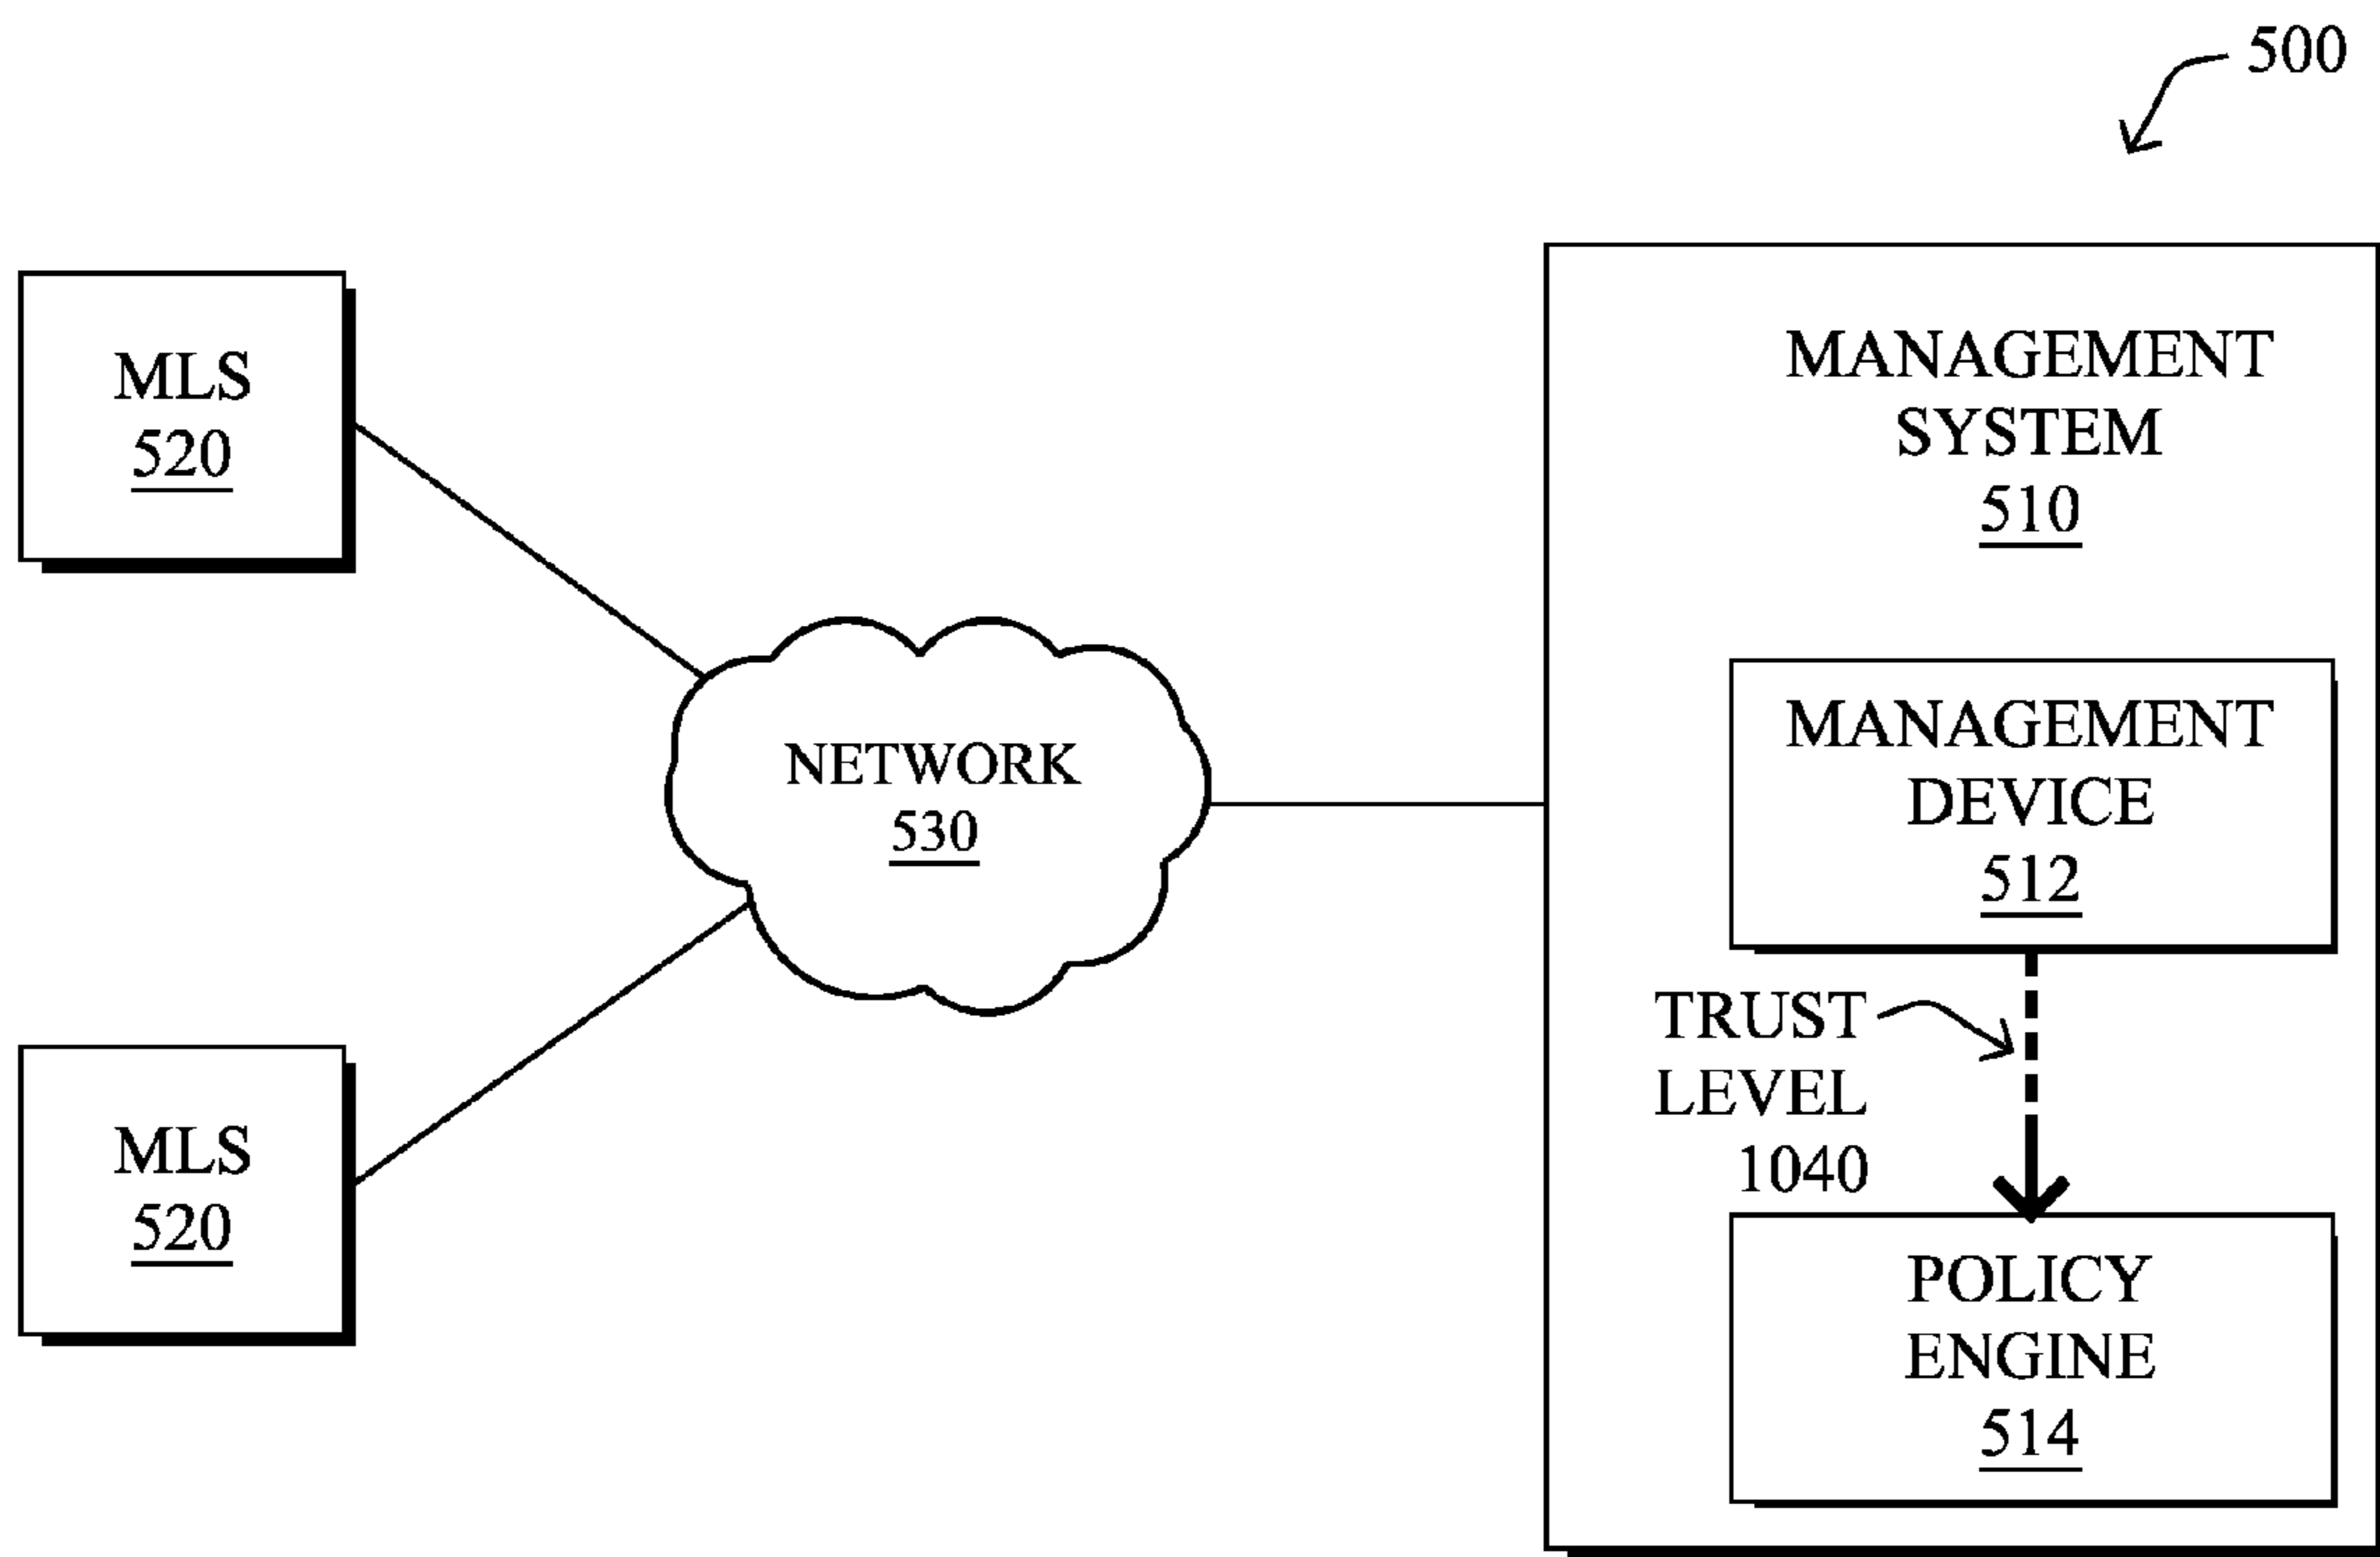 500
MLS
520
MLS
520
NETWORK
530
MANAGEMENT
SYSTEM
510
MANAGEMENT
DEVICE
512
TRUST
LEVEL
1040
POLICY
ENGINE
514